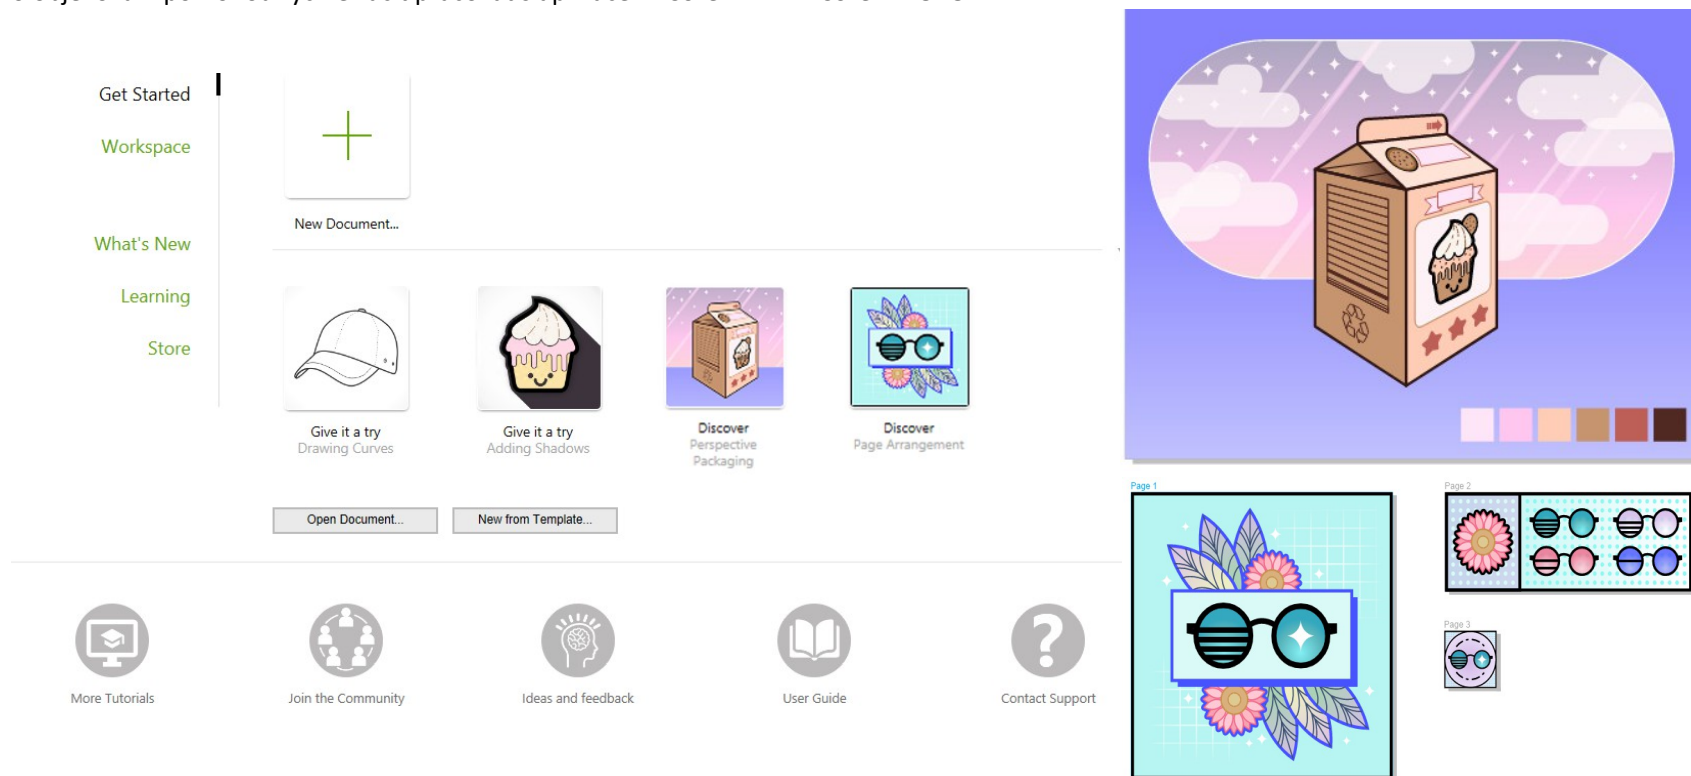 Get Started
Workspace
What's New
Learning
Store
New Document...
Give it a try
Drawing Curves
Give it a try
Adding Shadows
Discover
Perspective
Packaging
Discover
Page Arrangement
Open Document...
New from Template...
More Tutorials
Join the Community
Ideas and feedback
User Guide
Contact Support
Page 1
Page 2
Page 3